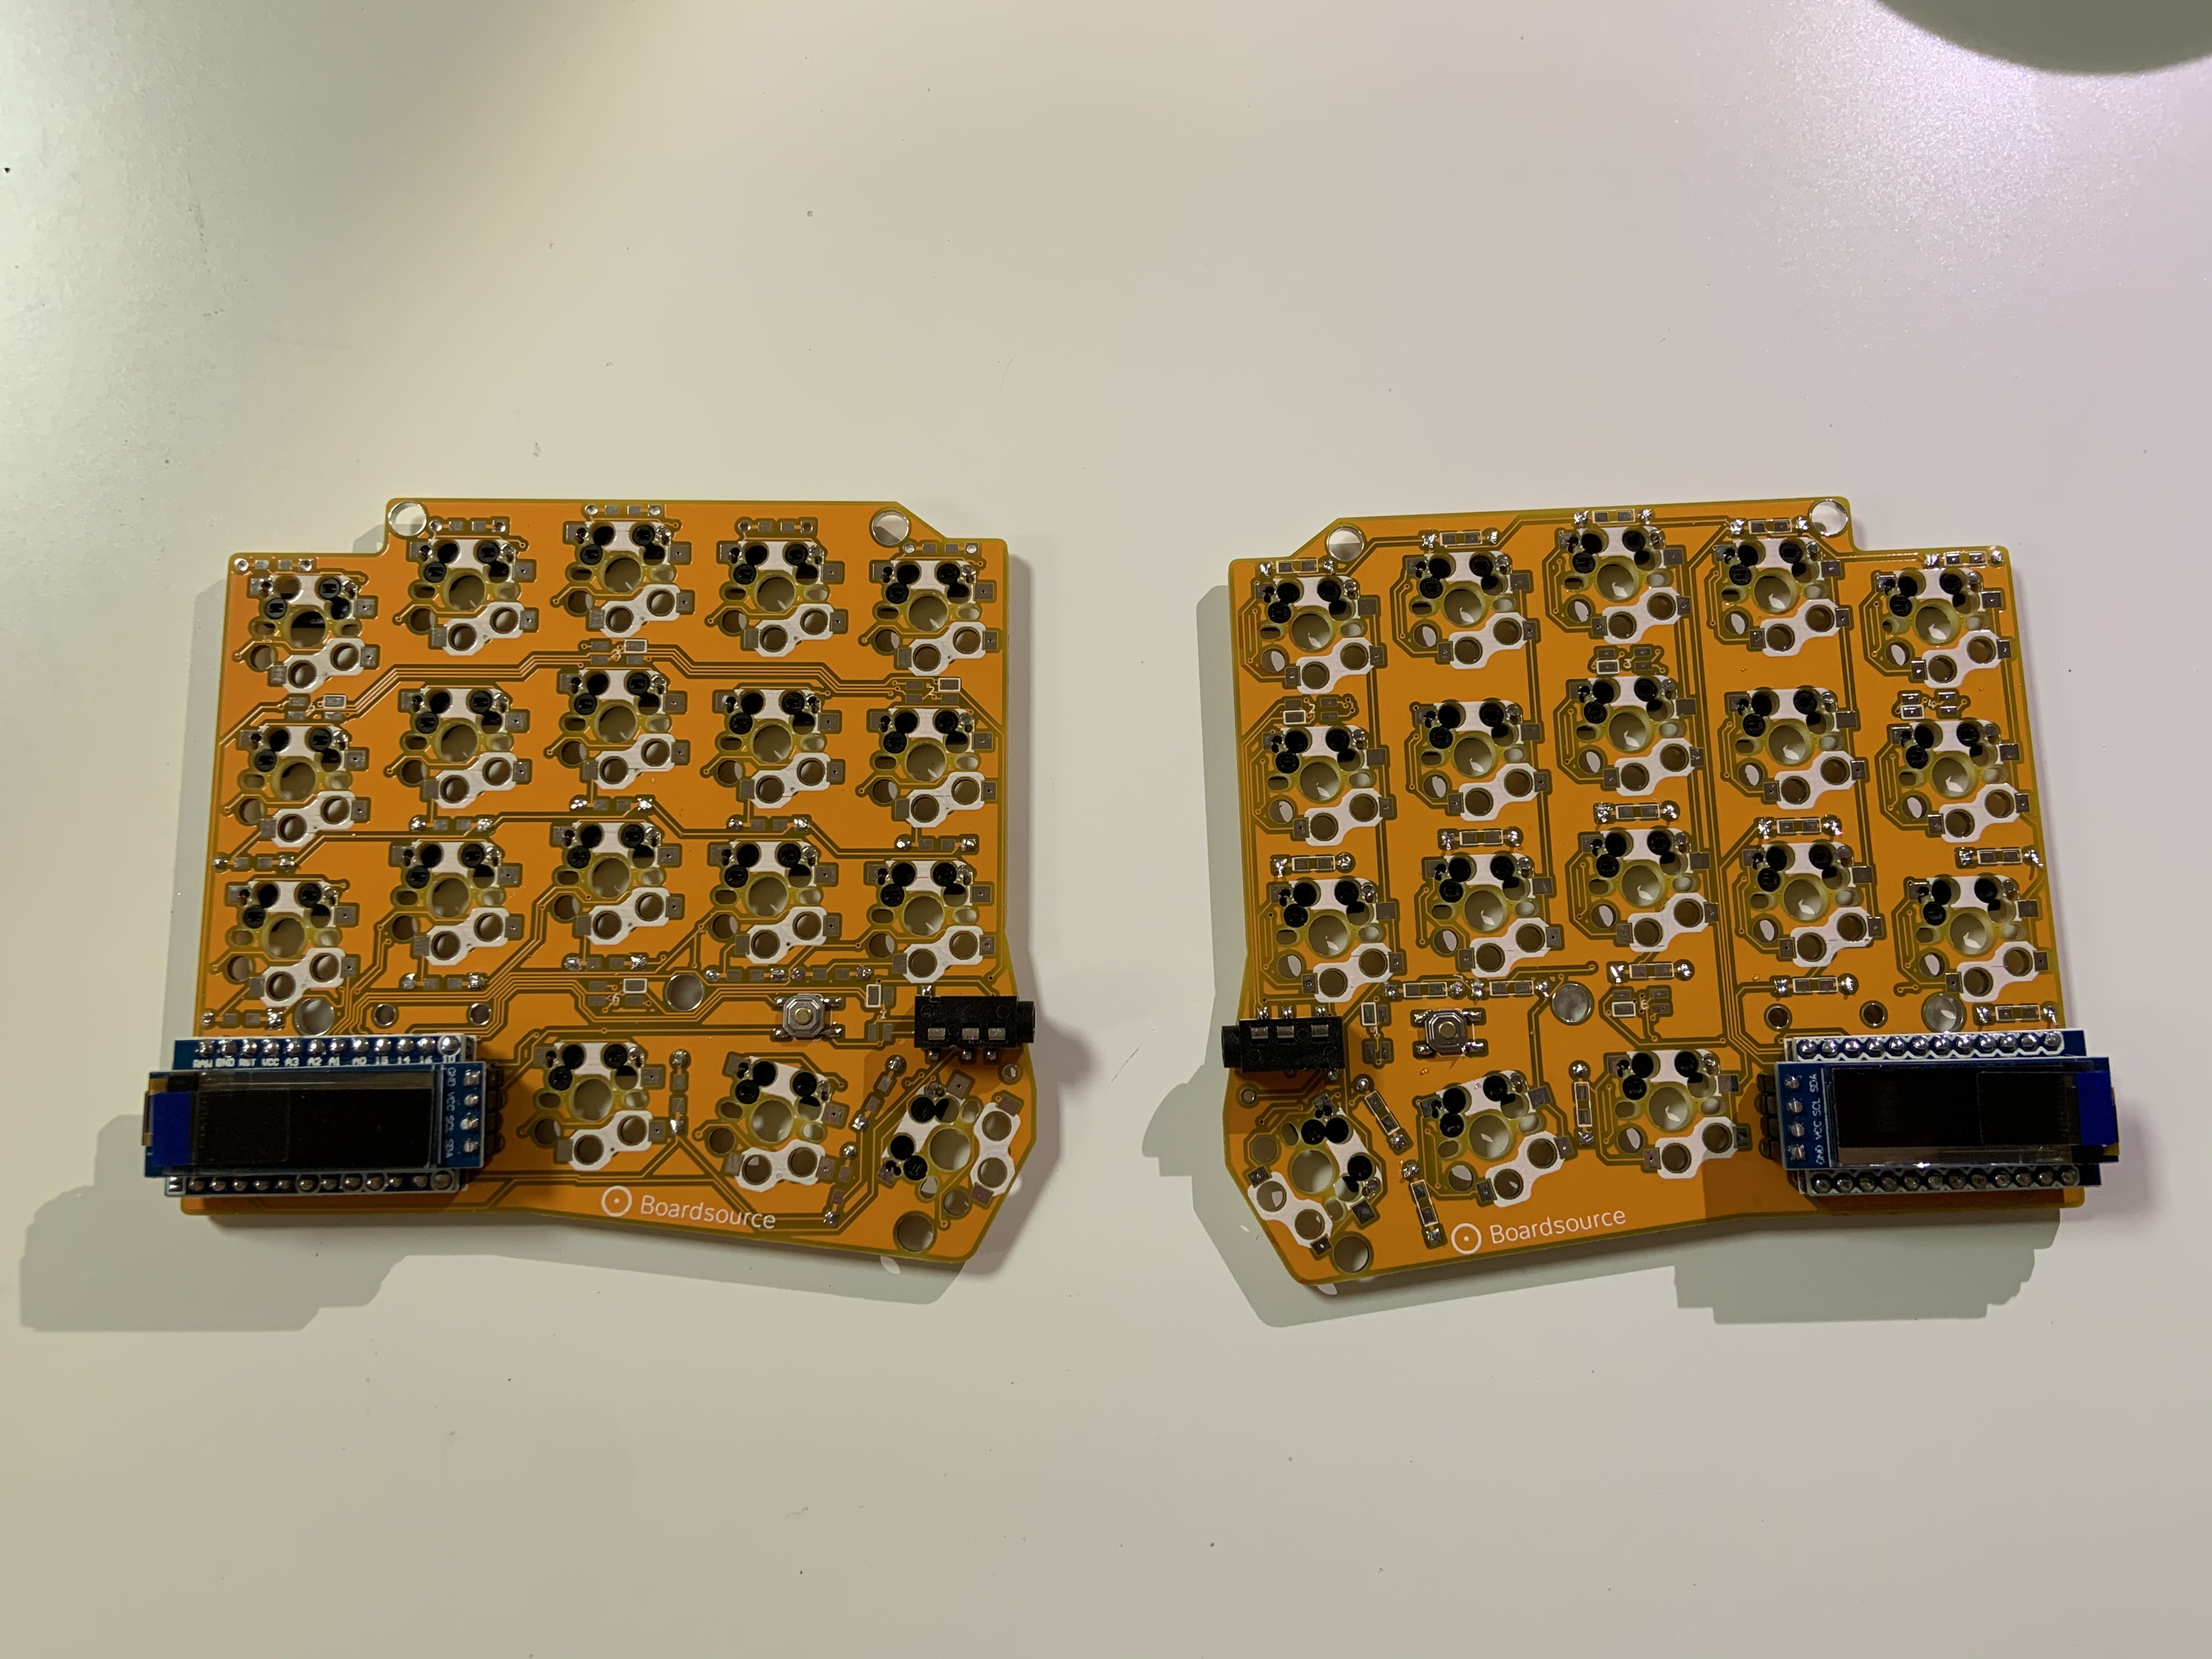 RAW GND RST VCC A3 A2 A1 A0 15 14 16 10
GND VCC SCL SDA
Boardsource
GND VCC SCL SDA
Boardsource